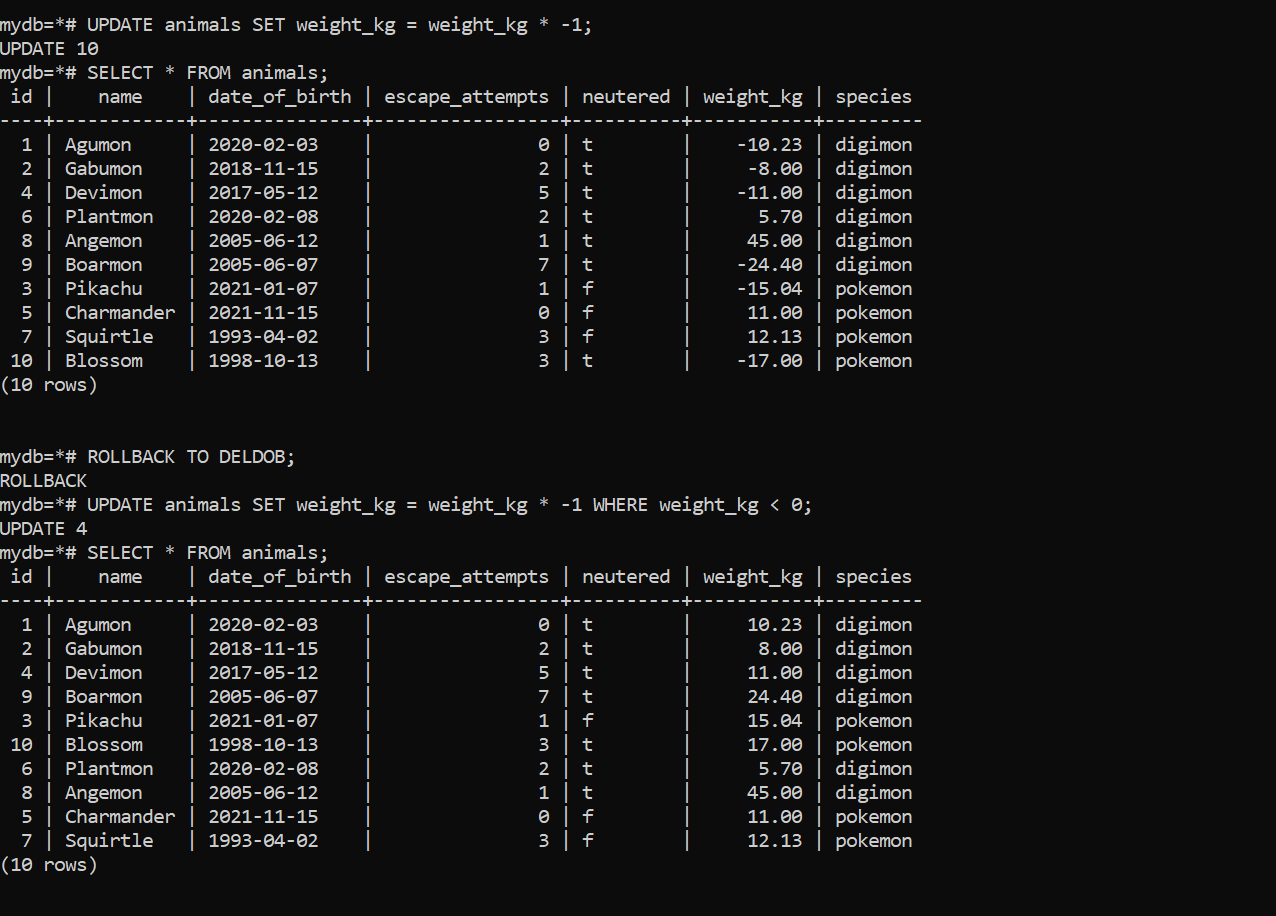 mydb=*# UPDATE animals SET weight_kg = weight_kg * -1;
UPDATE 10
mydb=*# SELECT * FROM animals;
 id |    name    | date_of_birth | escape_attempts | neutered | weight_kg | species
----+------------+---------------+-----------------+----------+-----------+---------
  1 | Agumon     | 2020-02-03    |               0 | t        |    -10.23 | digimon
  2 | Gabumon    | 2018-11-15    |               2 | t        |     -8.00 | digimon
  4 | Devimon    | 2017-05-12    |               5 | t        |    -11.00 | digimon
  6 | Plantmon   | 2020-02-08    |               2 | t        |      5.70 | digimon
  8 | Angemon    | 2005-06-12    |               1 | t        |     45.00 | digimon
  9 | Boarmon    | 2005-06-07    |               7 | t        |    -24.40 | digimon
  3 | Pikachu    | 2021-01-07    |               1 | f        |    -15.04 | pokemon
  5 | Charmander | 2021-11-15    |               0 | f        |     11.00 | pokemon
  7 | Squirtle   | 1993-04-02    |               3 | f        |     12.13 | pokemon
 10 | Blossom    | 1998-10-13    |               3 | t        |    -17.00 | pokemon
(10 rows)
mydb=*# ROLLBACK TO DELDOB;
ROLLBACK
mydb=*# UPDATE animals SET weight_kg = weight_kg * -1 WHERE weight_kg < 0;
UPDATE 4
mydb=*# SELECT * FROM animals;
 id |    name    | date_of_birth | escape_attempts | neutered | weight_kg | species
----+------------+---------------+-----------------+----------+-----------+---------
  1 | Agumon     | 2020-02-03    |               0 | t        |     10.23 | digimon
  2 | Gabumon    | 2018-11-15    |               2 | t        |      8.00 | digimon
  4 | Devimon    | 2017-05-12    |               5 | t        |     11.00 | digimon
  9 | Boarmon    | 2005-06-07    |               7 | t        |     24.40 | digimon
  3 | Pikachu    | 2021-01-07    |               1 | f        |     15.04 | pokemon
 10 | Blossom    | 1998-10-13    |               3 | t        |     17.00 | pokemon
  6 | Plantmon   | 2020-02-08    |               2 | t        |      5.70 | digimon
  8 | Angemon    | 2005-06-12    |               1 | t        |     45.00 | digimon
  5 | Charmander | 2021-11-15    |               0 | f        |     11.00 | pokemon
  7 | Squirtle   | 1993-04-02    |               3 | f        |     12.13 | pokemon
(10 rows)